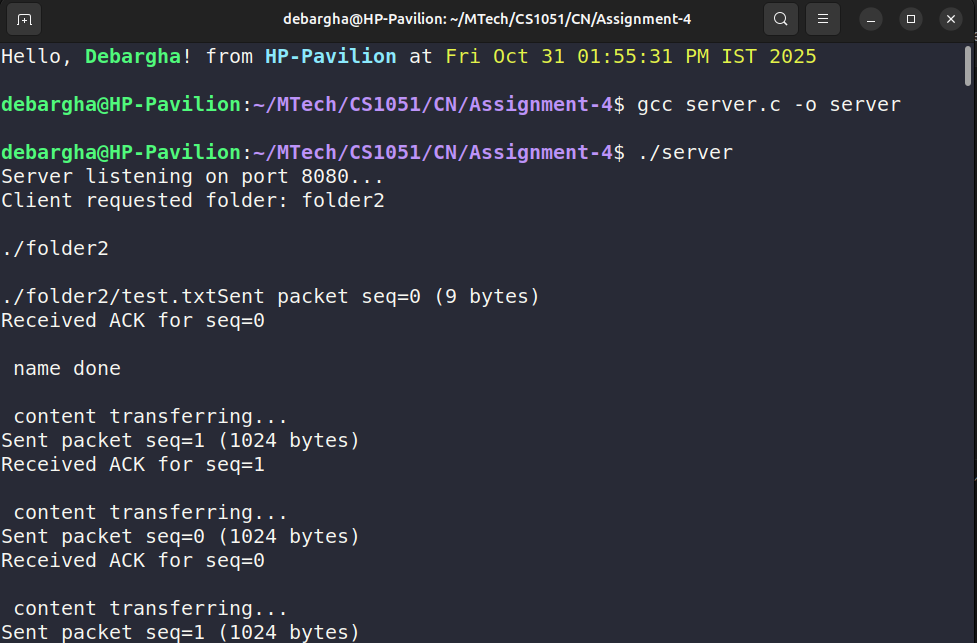 debargha@HP-Pavilion: ~/MTech/CS1051/CN/Assignment-4
Hello, Debargha! from HP-Pavilion at Fri Oct 31 01:55:31 PM IST 2025
debargha@HP-Pavilion:~/MTech/CS1051/CN/Assignment-4$ gcc server.c -o server
debargha@HP-Pavilion:~/MTech/CS1051/CN/Assignment-4$ ./server
Server listening on port 8080...
Client requested folder: folder2
./folder2
./folder2/test.txtSent packet seq=0 (9 bytes)
Received ACK for seq=0
name done
content transferring...
Sent packet seq=1 (1024 bytes)
Received ACK for seq=1
content transferring...
Sent packet seq=0 (1024 bytes)
Received ACK for seq=0
content transferring...
Sent packet seq=1 (1024 bytes)